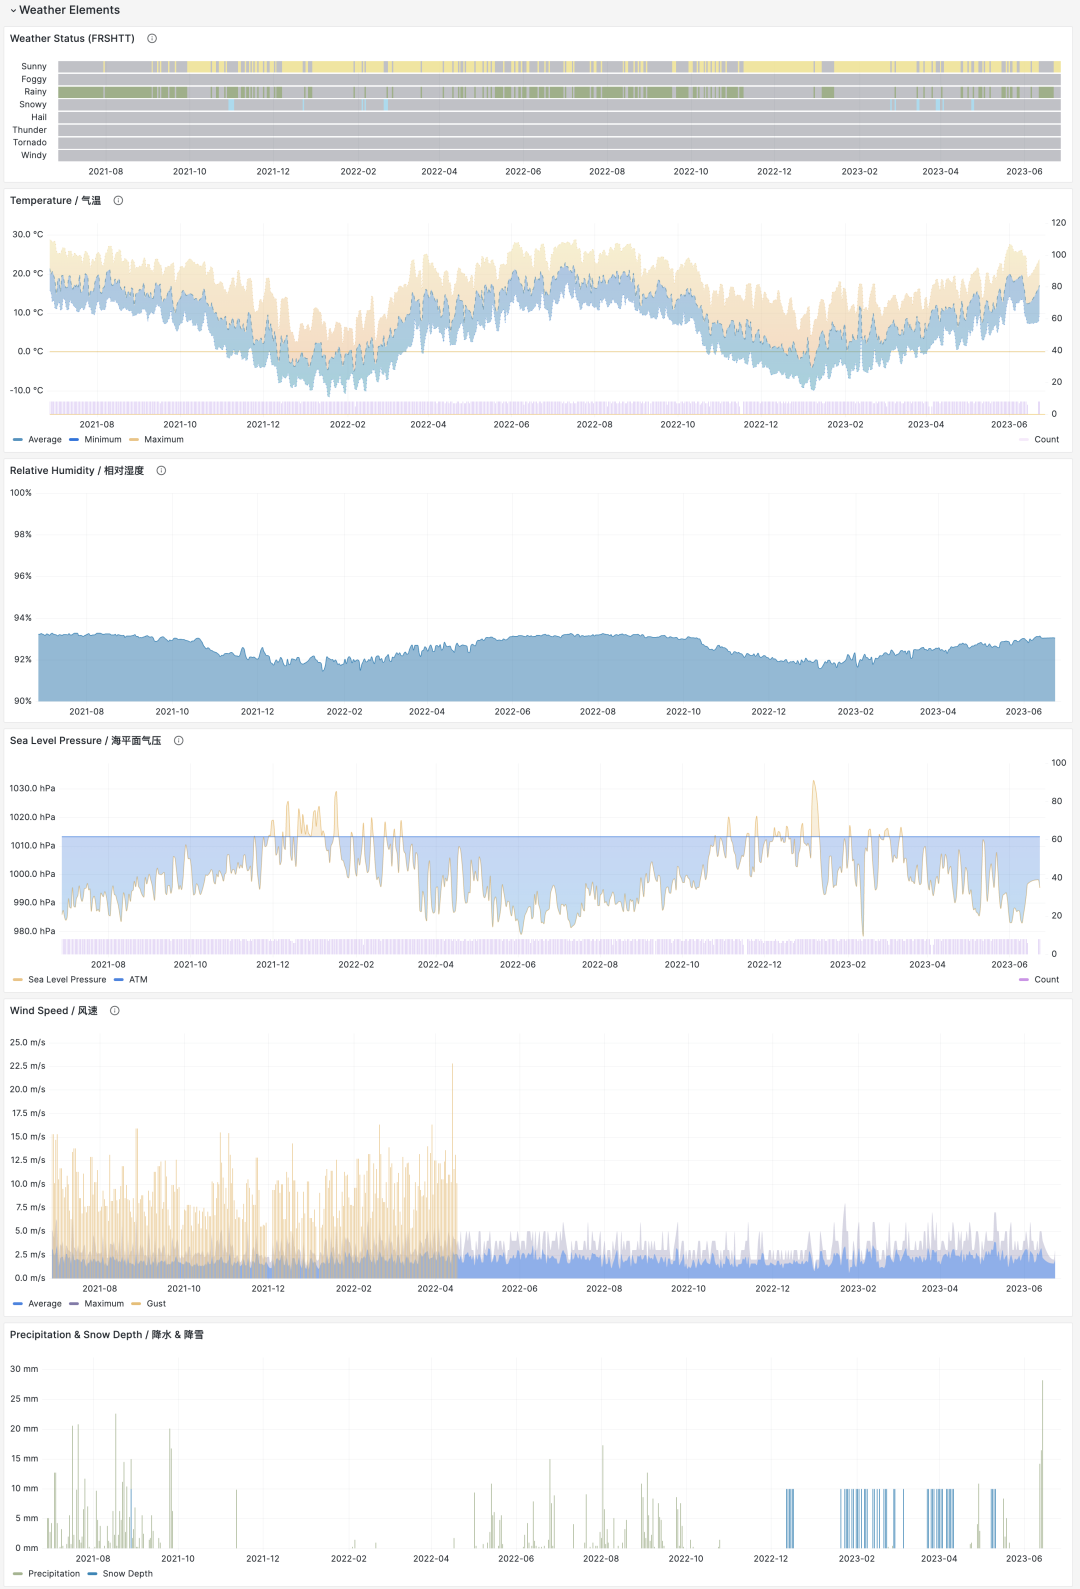 Weather Elements
Weather Status (FRSHTT)
Sunny
Foggy
Rainy
Snowy
Hail
Thunder
Tornado
Windy
2021-08 2021-10 2021-12 2022-02 2022-04 2022-06 2022-08 2022-10 2022-12 2023-02 2023-04 2023-06
Temperature / 气温
30.0 °C
20.0 °C
10.0 °C
0.0 °C
-10.0 °C
120
100
80
60
40
20
0
2021-08 2021-10 2021-12 2022-02 2022-04 2022-06 2022-08 2022-10 2022-12 2023-02 2023-04 2023-06
Average Minimum Maximum Count
Relative Humidity / 相对湿度
100%
98%
96%
94%
92%
90%
2021-08 2021-10 2021-12 2022-02 2022-04 2022-06 2022-08 2022-10 2022-12 2023-02 2023-04 2023-06
Sea Level Pressure / 海平面气压
1030.0 hPa
1020.0 hPa
1010.0 hPa
1000.0 hPa
990.0 hPa
980.0 hPa
100
80
60
40
20
0
2021-08 2021-10 2021-12 2022-02 2022-04 2022-06 2022-08 2022-10 2022-12 2023-02 2023-04 2023-06
Sea Level Pressure ATM Count
Wind Speed / 风速
25.0 m/s
22.5 m/s
20.0 m/s
17.5 m/s
15.0 m/s
12.5 m/s
10.0 m/s
7.5 m/s
5.0 m/s
2.5 m/s
0.0 m/s
2021-08 2021-10 2021-12 2022-02 2022-04 2022-06 2022-08 2022-10 2022-12 2023-02 2023-04 2023-06
Average Maximum Gust
Precipitation & Snow Depth / 降水 & 降雪
30 mm
25 mm
20 mm
15 mm
10 mm
5 mm
0 mm
2021-08 2021-10 2021-12 2022-02 2022-04 2022-06 2022-08 2022-10 2022-12 2023-02 2023-04 2023-06
Precipitation Snow Depth